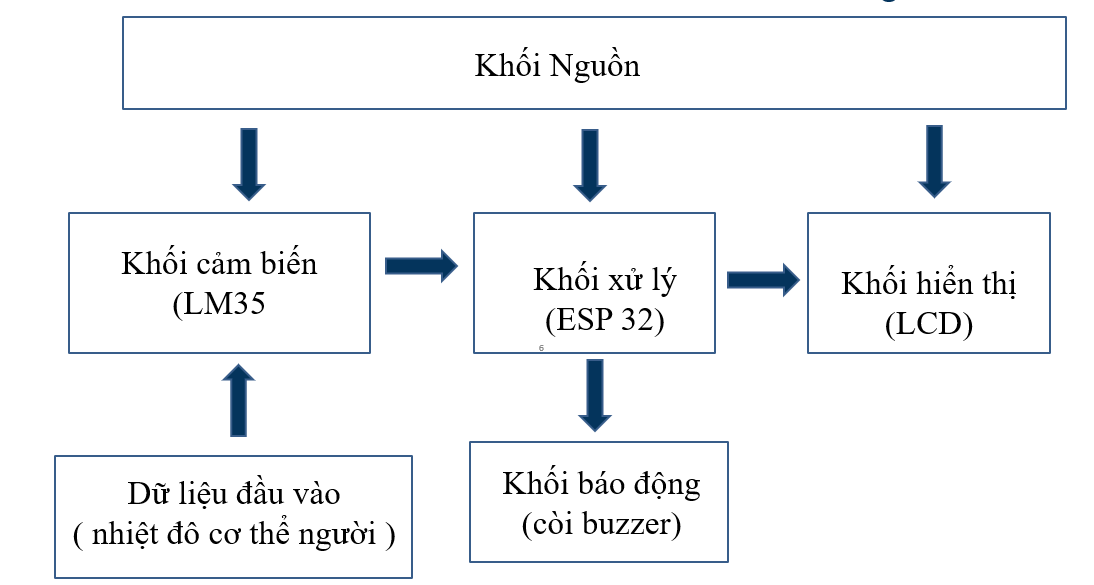 Khối Nguồn
Khối cảm biến
(LM35
Khối xử lý
(ESP 32)
6
Khối hiển thị
(LCD)
Dữ liệu đầu vào
( nhiệt đô cơ thể người )
Khối báo động
(còi buzzer)